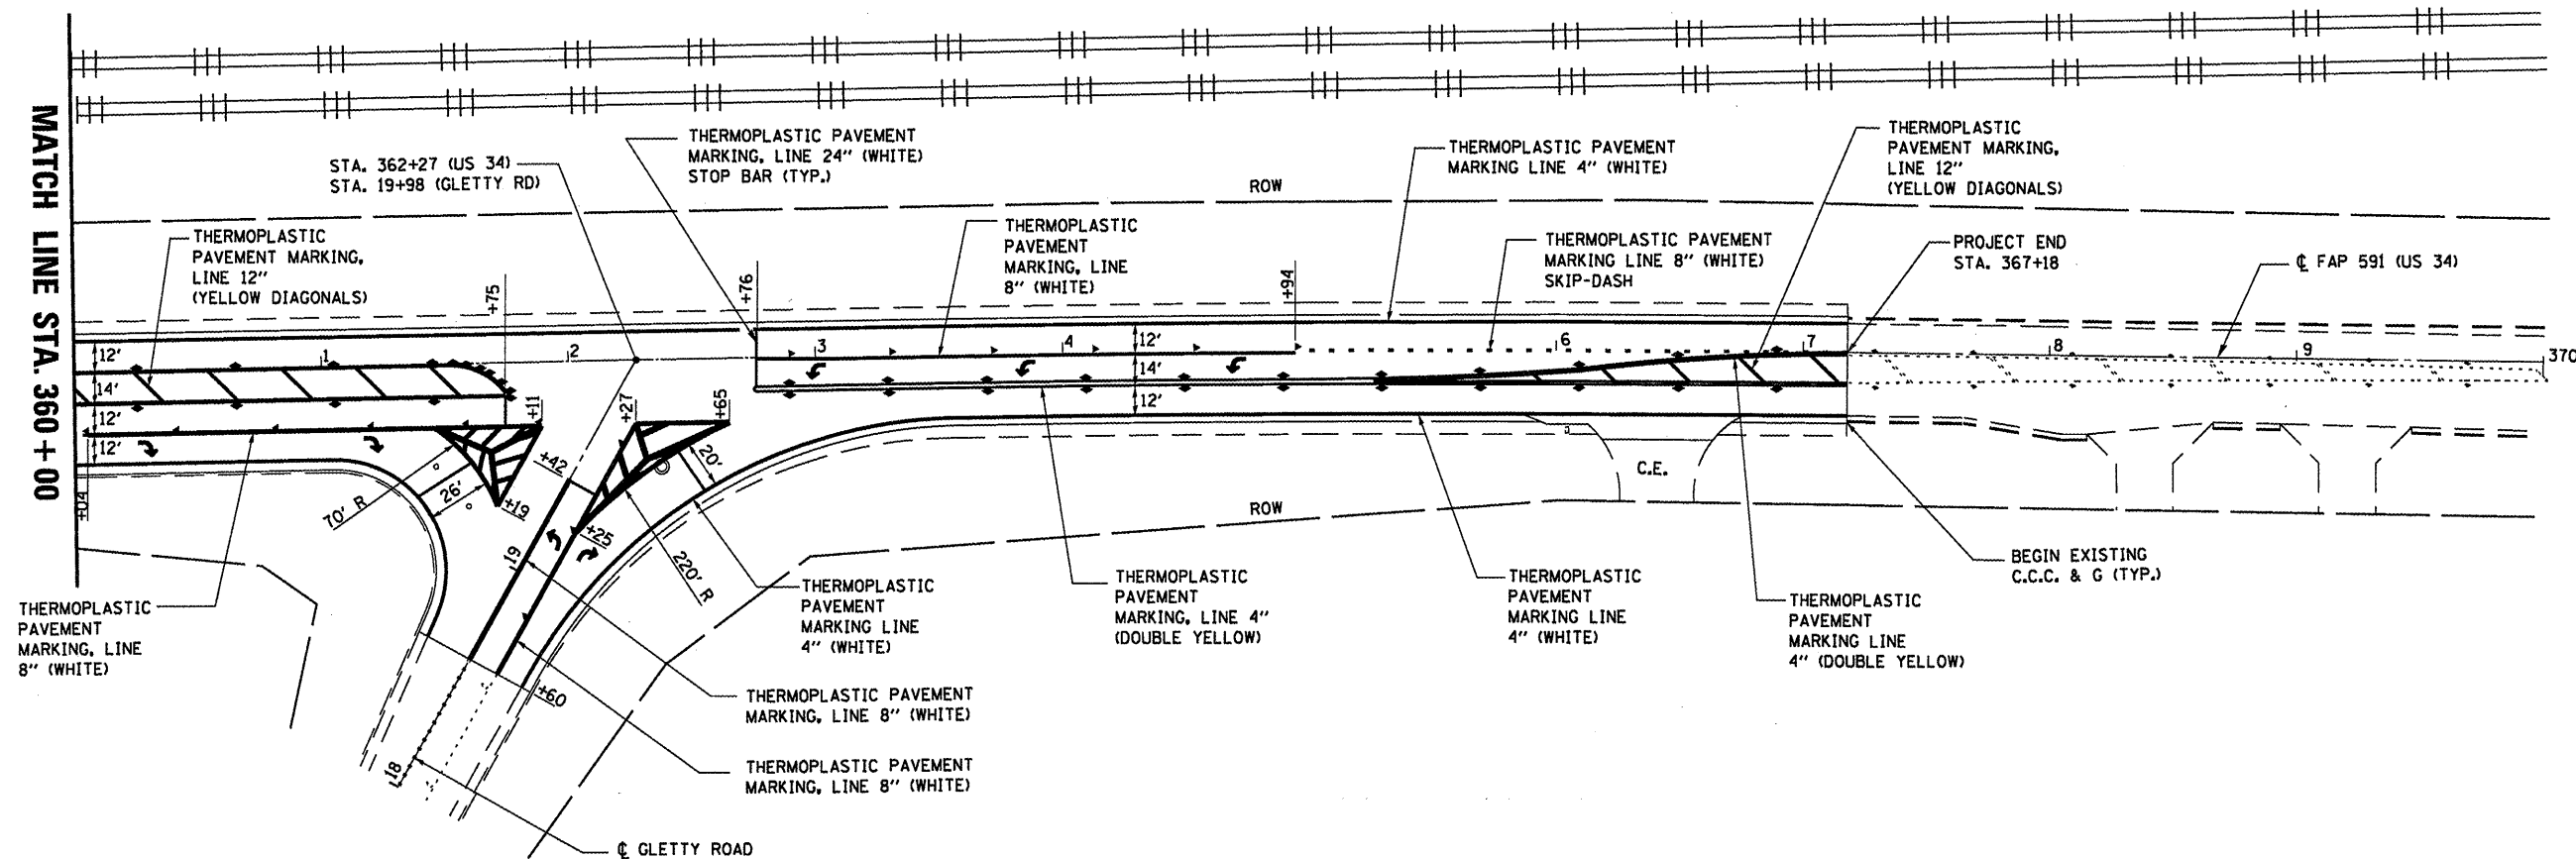 MATCH LINE STA. 360+00
STA. 362+27 (US 34)
STA. 19+98 (GLETTY RD)
THERMOPLASTIC PAVEMENT
MARKING, LINE 24" (WHITE)
STOP BAR (TYP.)
THERMOPLASTIC PAVEMENT
MARKING LINE 4" (WHITE)
ROW
THERMOPLASTIC
PAVEMENT MARKING,
LINE 12"
(YELLOW DIAGONALS)
THERMOPLASTIC
PAVEMENT MARKING,
LINE 12"
(YELLOW DIAGONALS)
THERMOPLASTIC
PAVEMENT
MARKING, LINE
8" (WHITE)
THERMOPLASTIC PAVEMENT
MARKING LINE 8" (WHITE)
SKIP-DASH
PROJECT END
STA. 367+18
℄ FAP 591 (US 34)
+75
+76
+94
12'
14'
12'
12'
1
2
3
4
12'
14'
12'
6
7
8
9
370
+04
70' R
26'
+11
+19
+42
+27
+65
20'
+25
220' R
19
+60
18
C.E.
ROW
THERMOPLASTIC
PAVEMENT
MARKING, LINE
8" (WHITE)
THERMOPLASTIC
PAVEMENT
MARKING LINE
4" (WHITE)
THERMOPLASTIC
PAVEMENT
MARKING, LINE 4"
(DOUBLE YELLOW)
THERMOPLASTIC
PAVEMENT
MARKING LINE
4" (WHITE)
THERMOPLASTIC
PAVEMENT
MARKING LINE
4" (DOUBLE YELLOW)
BEGIN EXISTING
C.C.C. & G (TYP.)
THERMOPLASTIC PAVEMENT
MARKING, LINE 8" (WHITE)
THERMOPLASTIC PAVEMENT
MARKING, LINE 8" (WHITE)
℄ GLETTY ROAD